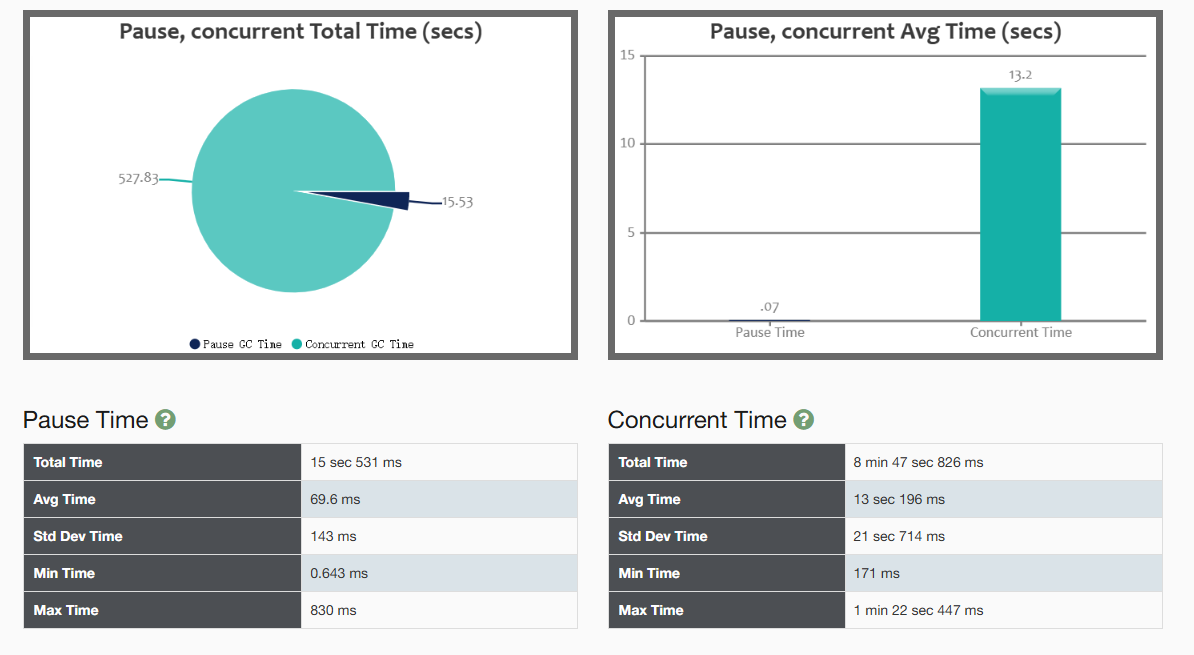 Pause, concurrent Total Time (secs)
527.83
15.53
Pause GC Time Concurrent GC Time
Pause, concurrent Avg Time (secs)
15
13.2
10
5
.07
0
Pause Time Concurrent Time
Pause Time ?
Total Time 15 sec 531 ms
Avg Time 69.6 ms
Std Dev Time 143 ms
Min Time 0.643 ms
Max Time 830 ms
Concurrent Time ?
Total Time 8 min 47 sec 826 ms
Avg Time 13 sec 196 ms
Std Dev Time 21 sec 714 ms
Min Time 171 ms
Max Time 1 min 22 sec 447 ms